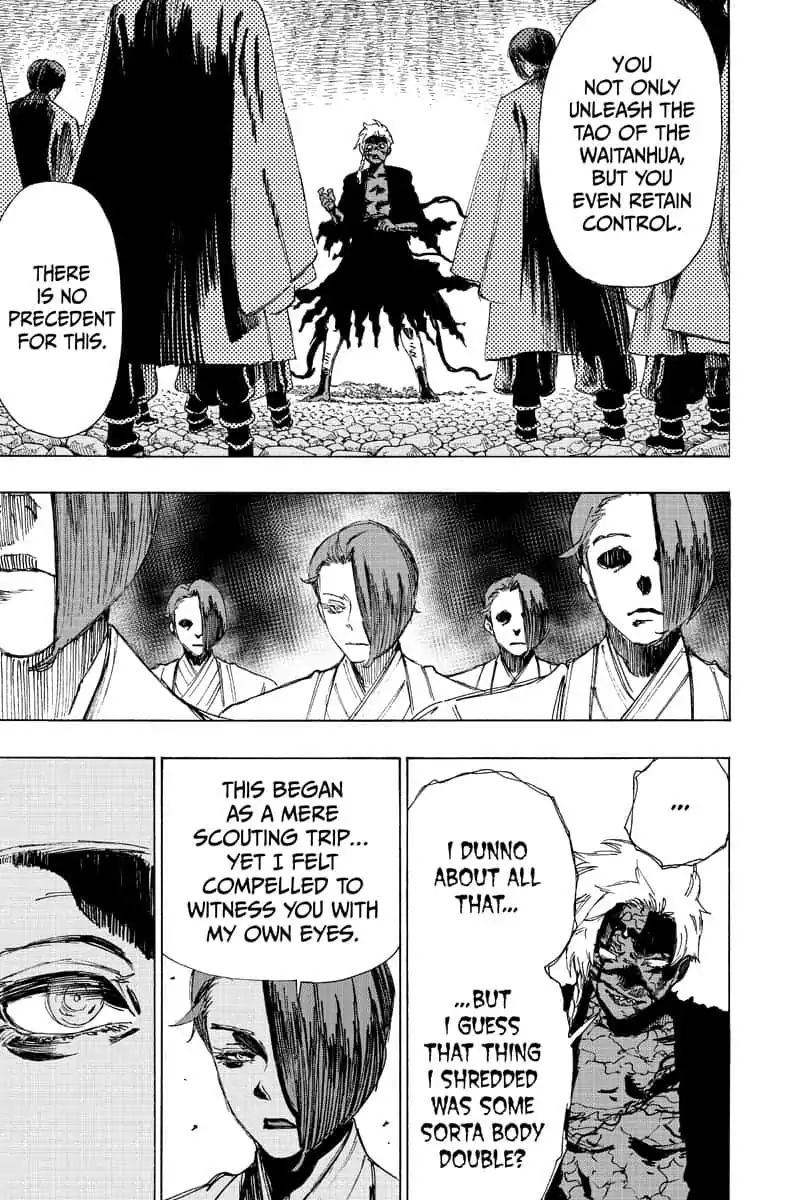 YOU
NOT ONLY
UNLEASH THE
TAO OF THE
WAITANHUA,
BUT YOU
EVEN RETAIN
CONTROL.
THERE
IS NO
PRECEDENT
FOR THIS.
...
I DUNNO
ABOUT ALL
THAT...
...BUT
I GUESS
THAT THING
I SHREDDED
WAS SOME
SORTA BODY
DOUBLE?
THIS BEGAN
AS A MERE
SCOUTING TRIP...
YET I FELT
COMPELLED TO
WITNESS YOU WITH
MY OWN EYES.